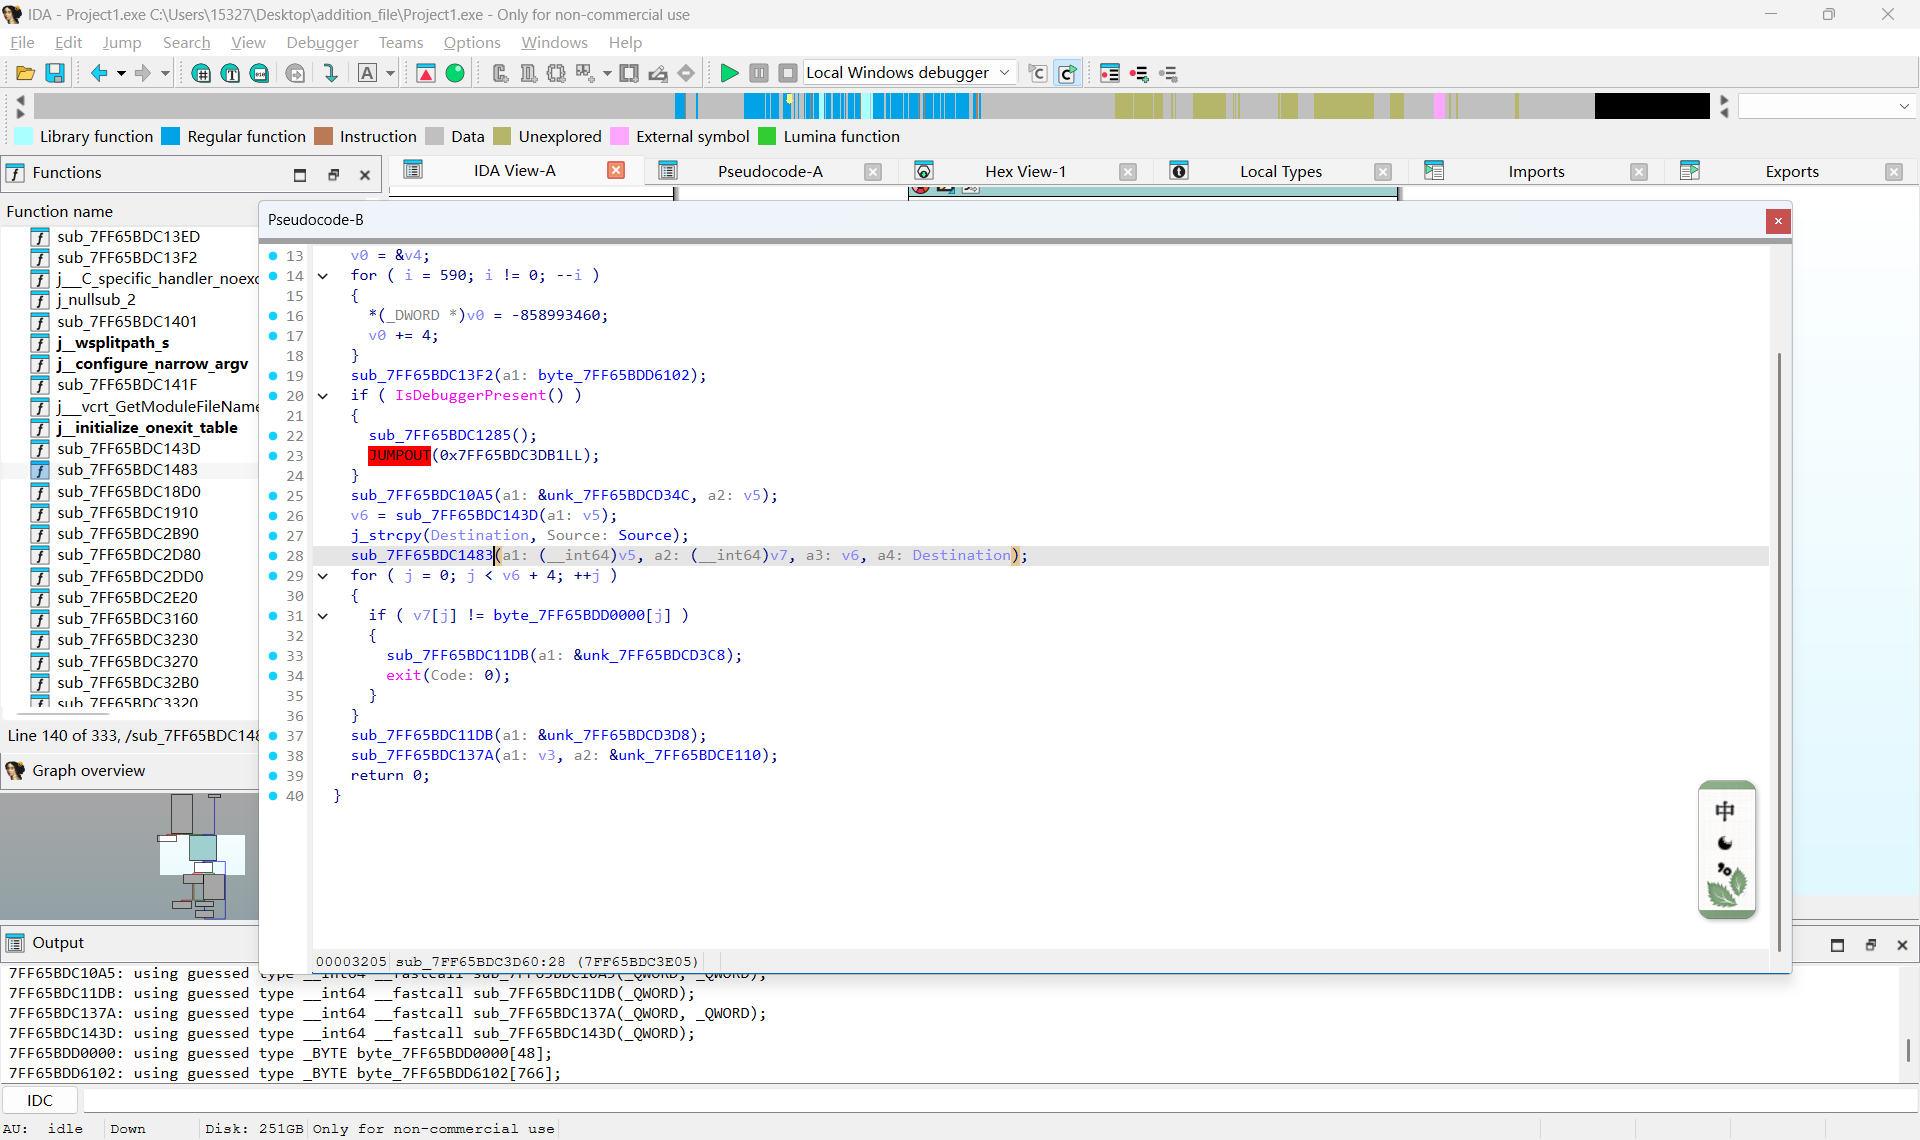 IDA - Project1.exe C:\Users\15327\Desktop\addition_file\Project1.exe - Only for non-commercial use
File Edit Jump Search View Debugger Teams Options Windows Help
Local Windows debugger
Library function Regular function Instruction Data Unexplored External symbol Lumina function
Functions
IDA View-A Pseudocode-A Hex View-1 Local Types Imports Exports
Function name
sub_7FF65BDC13ED
sub_7FF65BDC13F2
j___C_specific_handler_noexc
j_nullsub_2
sub_7FF65BDC1401
j__wsplitpath_s
j__configure_narrow_argv
sub_7FF65BDC141F
j___vcrt_GetModuleFileName
j__initialize_onexit_table
sub_7FF65BDC143D
sub_7FF65BDC1483
sub_7FF65BDC18D0
sub_7FF65BDC1910
sub_7FF65BDC2B90
sub_7FF65BDC2D80
sub_7FF65BDC2DD0
sub_7FF65BDC2E20
sub_7FF65BDC3160
sub_7FF65BDC3230
sub_7FF65BDC3270
sub_7FF65BDC32B0
sub_7FF65BDC3320
Line 140 of 333, /sub_7FF65BDC148
Graph overview
Pseudocode-B
13 v0 = &v4;
14 for ( i = 590; i != 0; --i )
15 {
16 *(_DWORD *)v0 = -858993460;
17 v0 += 4;
18 }
19 sub_7FF65BDC13F2(a1: byte_7FF65BDD6102);
20 if ( IsDebuggerPresent() )
21 {
22 sub_7FF65BDC1285();
23 JUMPOUT(0x7FF65BDC3DB1LL);
24 }
25 sub_7FF65BDC10A5(a1: &unk_7FF65BDCD34C, a2: v5);
26 v6 = sub_7FF65BDC143D(a1: v5);
27 j_strcpy(Destination, Source: Source);
28 sub_7FF65BDC1483(a1: (__int64)v5, a2: (__int64)v7, a3: v6, a4: Destination);
29 for ( j = 0; j < v6 + 4; ++j )
30 {
31 if ( v7[j] != byte_7FF65BDD0000[j] )
32 {
33 sub_7FF65BDC11DB(a1: &unk_7FF65BDCD3C8);
34 exit(Code: 0);
35 }
36 }
37 sub_7FF65BDC11DB(a1: &unk_7FF65BDCD3D8);
38 sub_7FF65BDC137A(a1: v3, a2: &unk_7FF65BDCE110);
39 return 0;
40 }
中
00003205 sub_7FF65BDC3D60:28 (7FF65BDC3E05)
Output
7FF65BDC10A5: using guessed type __int64 __fastcall sub_7FF65BDC10A5(_QWORD, _QWORD);
7FF65BDC11DB: using guessed type __int64 __fastcall sub_7FF65BDC11DB(_QWORD);
7FF65BDC137A: using guessed type __int64 __fastcall sub_7FF65BDC137A(_QWORD, _QWORD);
7FF65BDC143D: using guessed type __int64 __fastcall sub_7FF65BDC143D(_QWORD);
7FF65BDD0000: using guessed type _BYTE byte_7FF65BDD0000[48];
7FF65BDD6102: using guessed type _BYTE byte_7FF65BDD6102[766];
IDC
AU: idle Down Disk: 251GB Only for non-commercial use